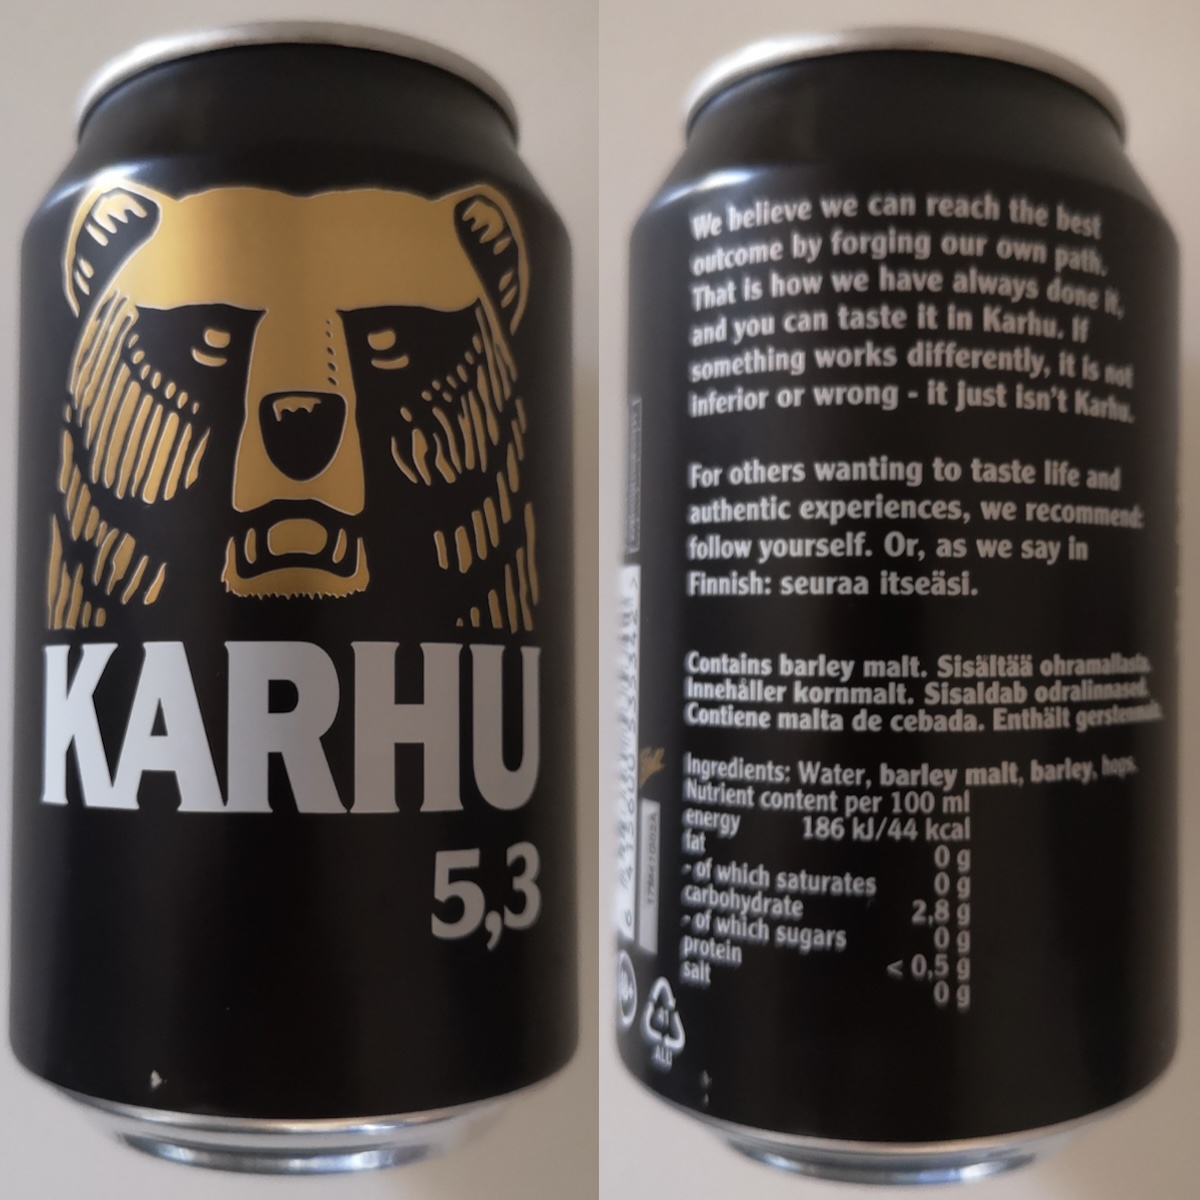 KARHU
5,3
We believe we can reach the best
outcome by forging our own path.
That is how we have always done it,
and you can taste it in Karhu. If
something works differently, it is not
inferior or wrong - it just isn't Karhu.
For others wanting to taste life and
authentic experiences, we recommend:
follow yourself. Or, as we say in
Finnish: seuraa itseäsi.
Contains barley malt. Sisältää ohramallasta.
Innehåller kornmalt. Sisaldab odralinnased.
Contiene malta de cebada. Enthält gerstenmalz.
Ingredients: Water, barley malt, barley, hops.
Nutrient content per 100 ml
energy 186 kJ/44 kcal
fat 0 g
- of which saturates 0 g
carbohydrate 2,8 g
- of which sugars 0 g
protein < 0,5 g
salt 0 g
41
ALU